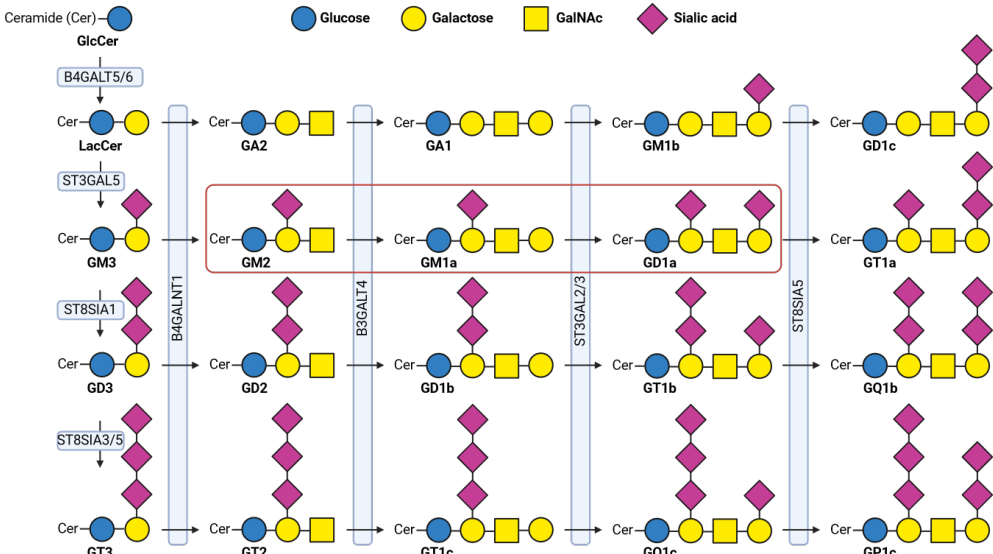 Ceramide (Cer)
GlcCer
Glucose
Galactose
GalNAc
Sialic acid
B4GALT5/6
Cer
LacCer
Cer
GA2
Cer
GA1
Cer
GM1b
Cer
GD1c
ST3GAL5
Cer
GM3
Cer
GM2
Cer
GM1a
Cer
GD1a
Cer
GT1a
B4GALNT1
B3GALT4
ST3GAL2/3
ST8SIA5
ST8SIA1
Cer
GD3
Cer
GD2
Cer
GD1b
Cer
GT1b
Cer
GQ1b
ST8SIA3/5
Cer
GT3
Cer
GT2
Cer
GT1c
Cer
GQ1c
Cer
GP1c